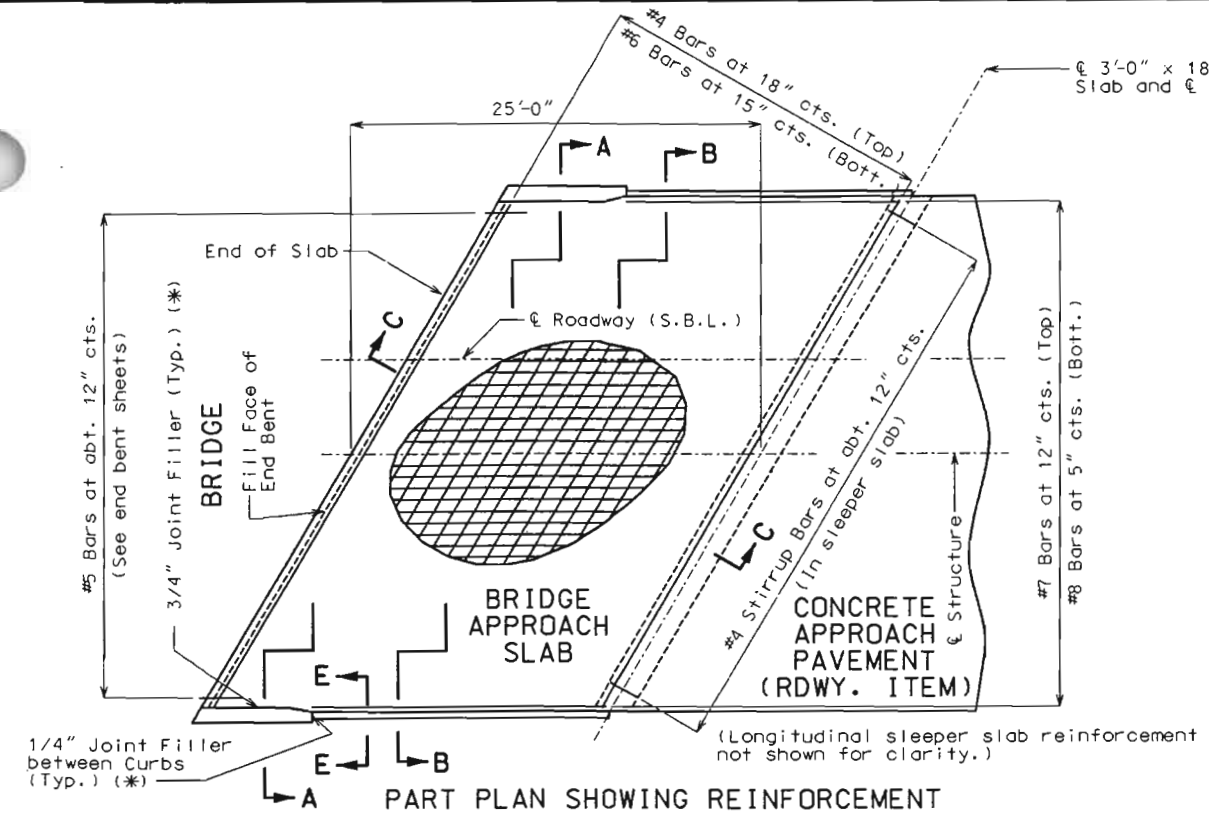 #4 Bars at 18" cts. (Top)
#6 Bars at 15" cts. (Bott.
℄ 3'-0" x 18
Slab and ℄
25'-0"
A
B
End of Slab
℄ Roadway (S.B.L.)
C
#5 Bars at abt. 12" cts.
(See end bent sheets)
3/4" Joint Filler (Typ.) (*)
BRIDGE
Fill Face of
End Bent
#4 Stirrup Bars at abt. 12" cts.
(In sleeper slab)
C
℄ Structure
#7 Bars at 12" cts. (Top)
#8 Bars at 5" cts. (Bott.)
BRIDGE
APPROACH
SLAB
CONCRETE
APPROACH
PAVEMENT
(RDWY. ITEM)
E
E
1/4" Joint Filler
between Curbs
(Typ.) (*)
A
B
(Longitudinal sleeper slab reinforcement
not shown for clarity.)
PART PLAN SHOWING REINFORCEMENT